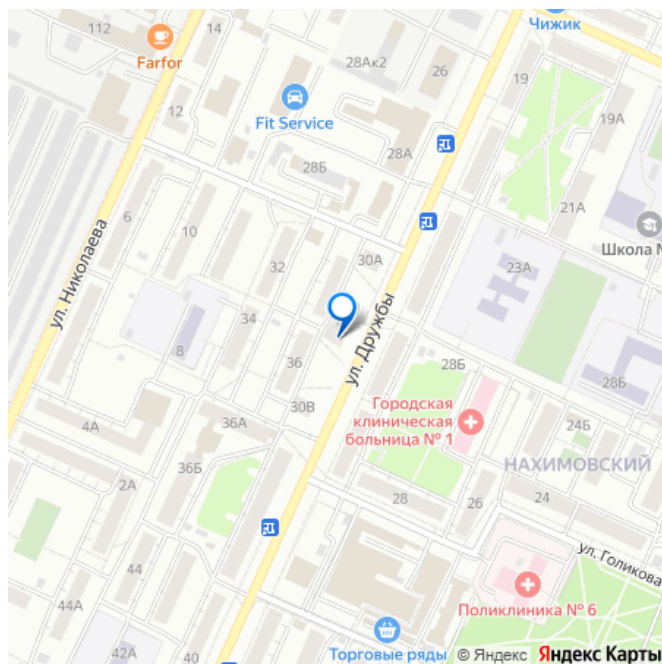 112
14
Чижик
Farfor
28Ак2
26
19
12
Fit Service
19А
28А
28Б
21А
6
10
Школа №
30А
32
23А
ул. Николаева
34
ул. Дружбы
8
36
28Б
28Б
30В
Городская
клиническая
больница № 1
36А
4А
24Б
36Б
НАХИМОВСКИЙ
2А
28
26
24
ул. Голикова
44
Поликлиника № 6
44А
42А
40
Торговые ряды
© Яндекс Яндекс Карты